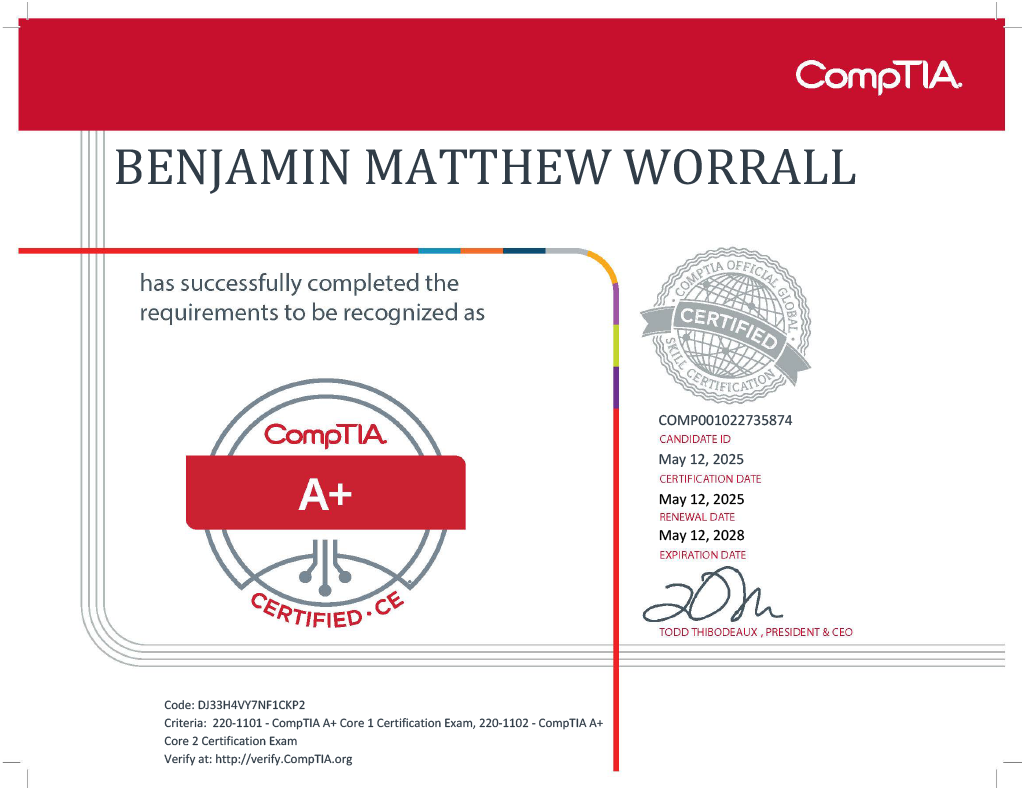 CompTIA.
BENJAMIN MATTHEW WORRALL
has successfully completed the
requirements to be recognized as
COMPTIA OFFICIAL GLOBAL
CERTIFIED
SKILL CERTIFICATION
CompTIA.
A+
CERTIFIED · CE
COMP001022735874
CANDIDATE ID
May 12, 2025
CERTIFICATION DATE
May 12, 2025
RENEWAL DATE
May 12, 2028
EXPIRATION DATE
TODD THIBODEAUX , PRESIDENT & CEO
Code: DJ33H4VY7NF1CKP2
Criteria: 220-1101 - CompTIA A+ Core 1 Certification Exam, 220-1102 - CompTIA A+
Core 2 Certification Exam
Verify at: http://verify.CompTIA.org